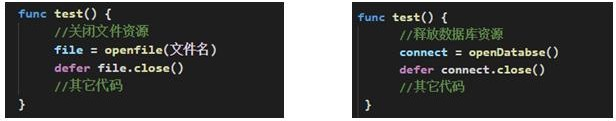 func test() {
//关闭文件资源
file = openfile(文件名)
defer file.close()
//其它代码
}
func test() {
//释放数据库资源
connect = openDatabse()
defer connect.close()
//其它代码
}